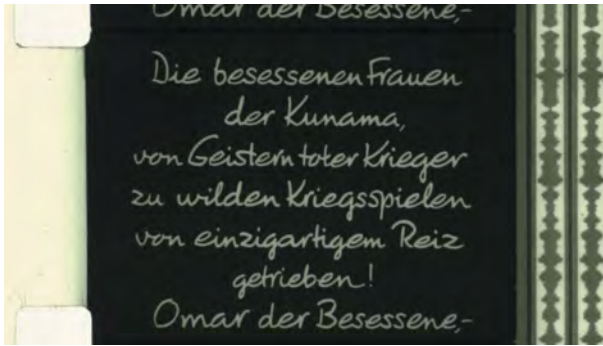 Omar der Besessene,-
Die besessenen Frauen
der Kunama,
von Geistern toter Krieger
zu wilden Kriegsspielen
von einzigartigem Reiz
getrieben!
Omar der Besessene,-